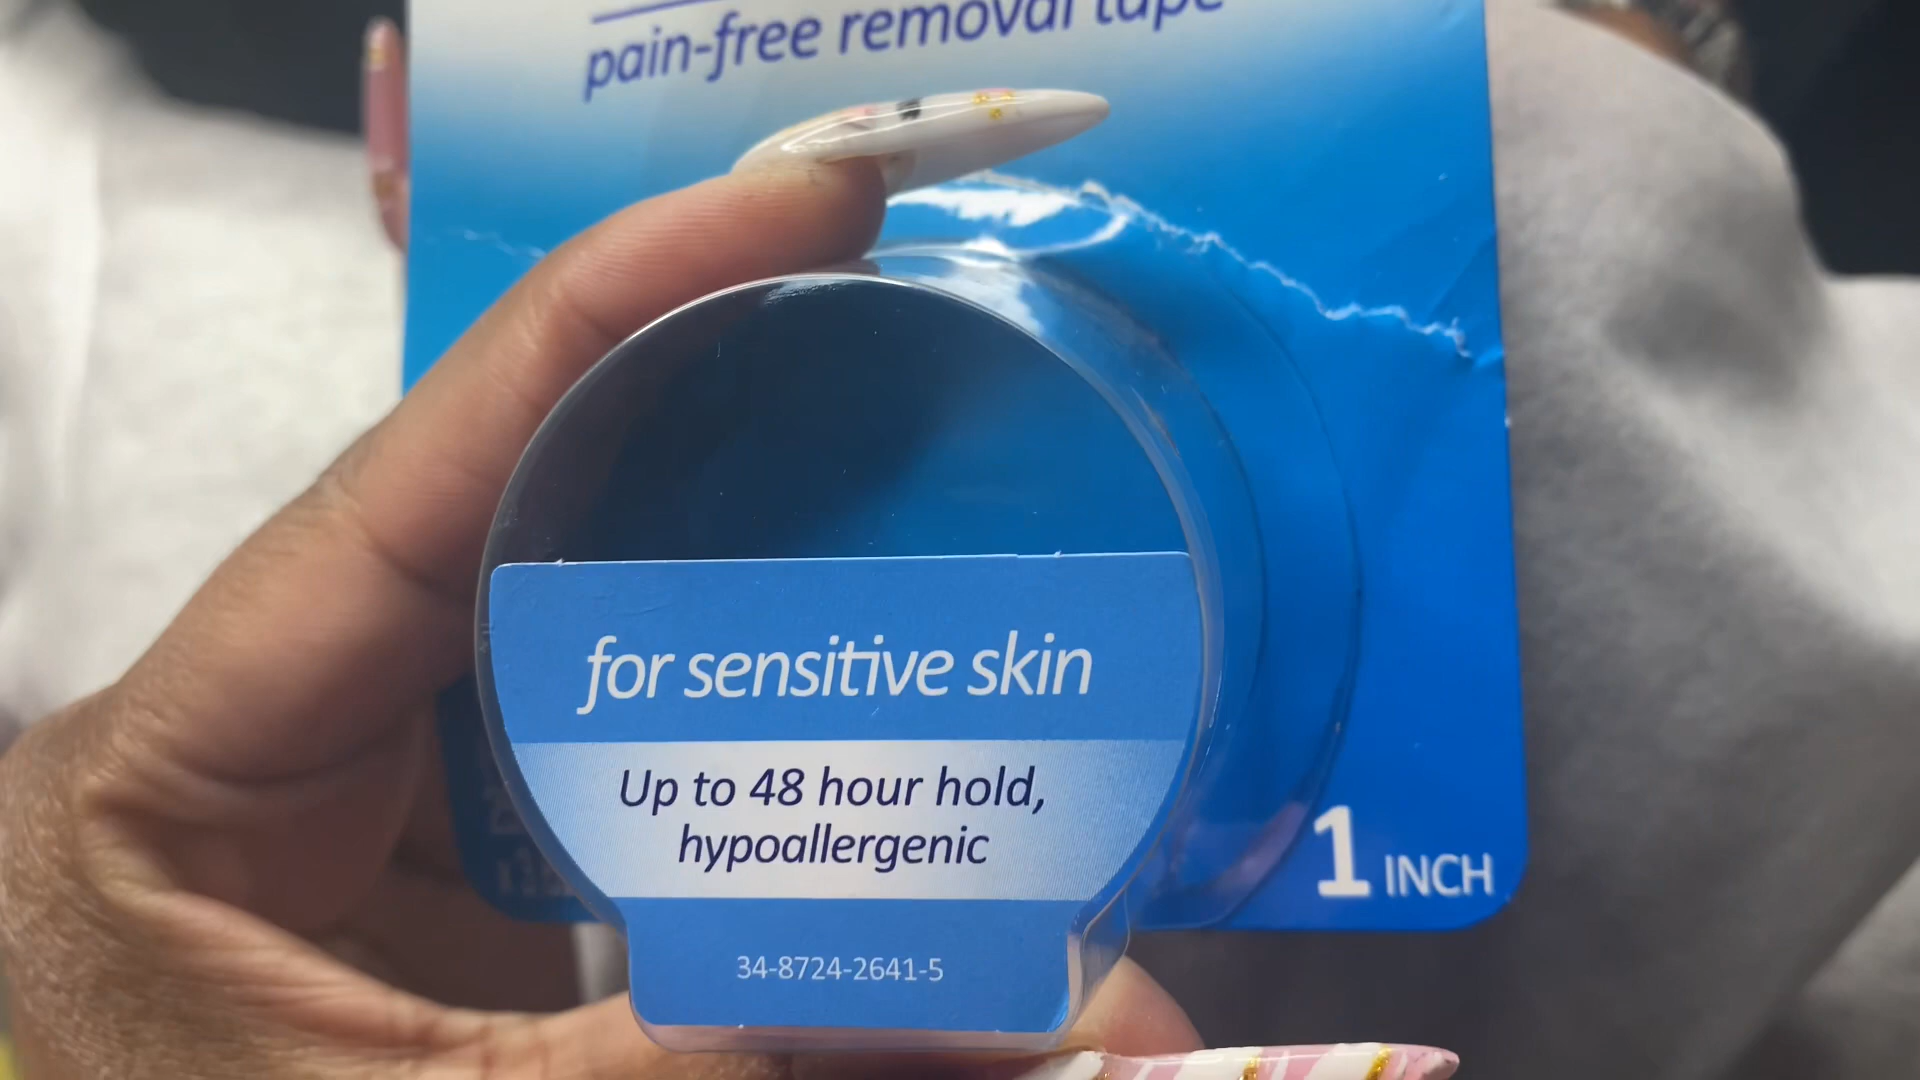 pain-free removal tape
for sensitive skin
Up to 48 hour hold,
hypoallergenic
34-8724-2641-5
1 INCH